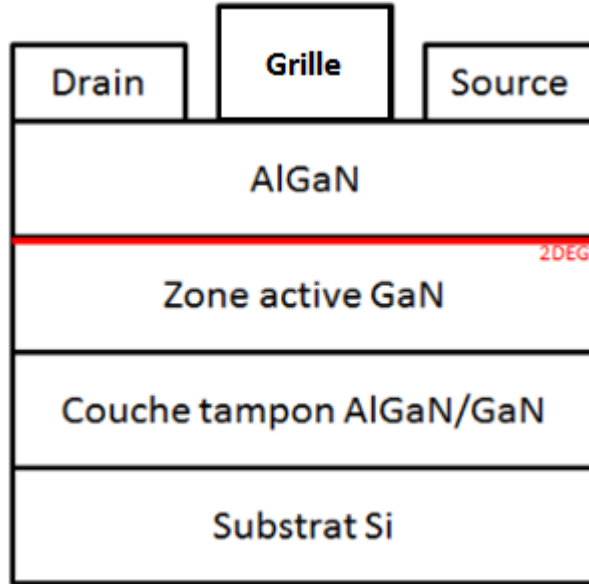 Grille
Drain
Source
AlGaN
2DEG
Zone active GaN
Couche tampon AlGaN/GaN
Substrat Si